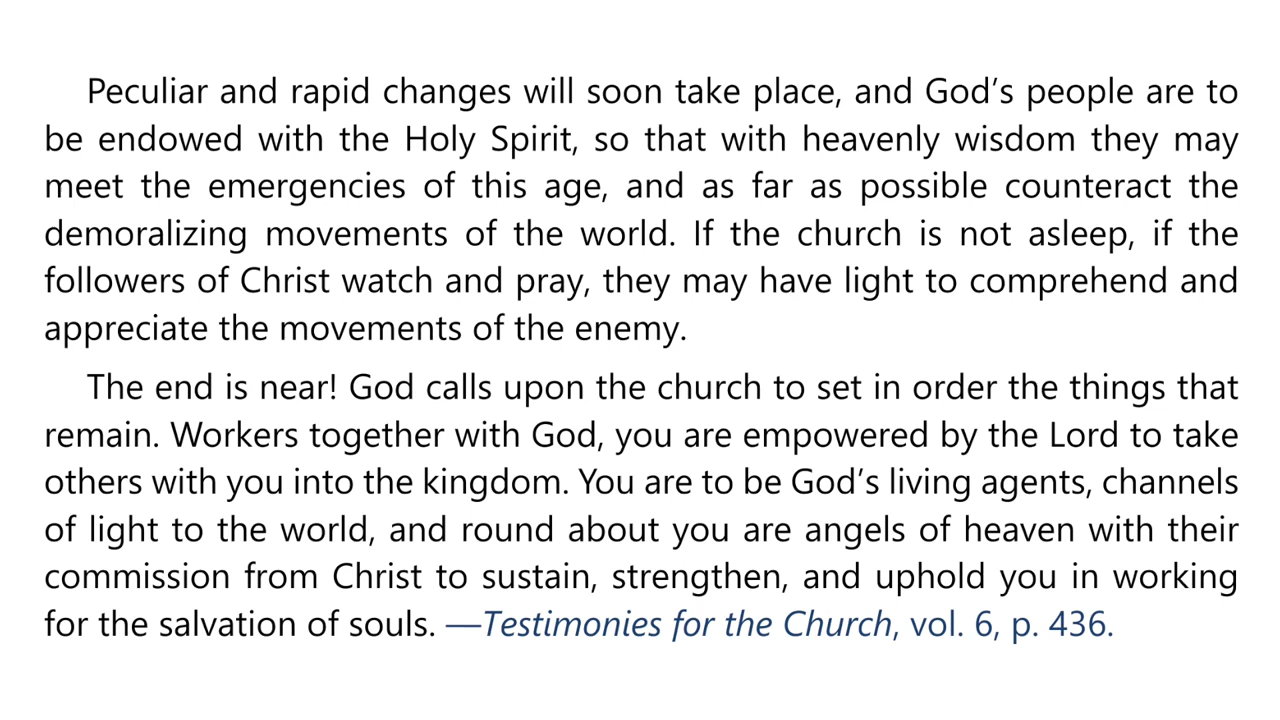 Peculiar and rapid changes will soon take place, and God’s people are to
be endowed with the Holy Spirit, so that with heavenly wisdom they may
meet the emergencies of this age, and as far as possible counteract the
demoralizing movements of the world. If the church is not asleep, if the
followers of Christ watch and pray, they may have light to comprehend and
appreciate the movements of the enemy.
The end is near! God calls upon the church to set in order the things that
remain. Workers together with God, you are empowered by the Lord to take
others with you into the kingdom. You are to be God’s living agents, channels
of light to the world, and round about you are angels of heaven with their
commission from Christ to sustain, strengthen, and uphold you in working
for the salvation of souls. —Testimonies for the Church, vol. 6, p. 436.